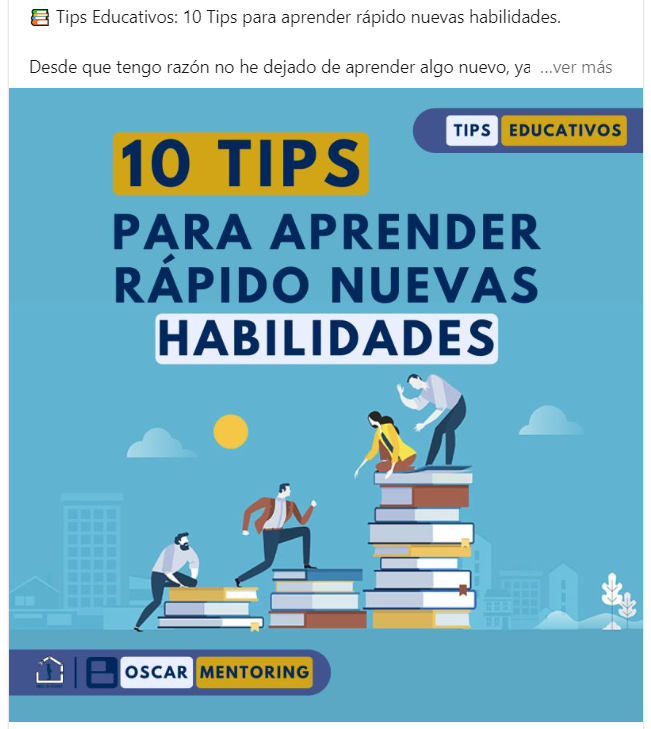 Tips Educativos: 10 Tips para aprender rápido nuevas habilidades.
Desde que tengo razón no he dejado de aprender algo nuevo, ya ...ver más
TIPS EDUCATIVOS
10 TIPS
PARA APRENDER
RÁPIDO NUEVAS
HABILIDADES
OSCAR MENTORING